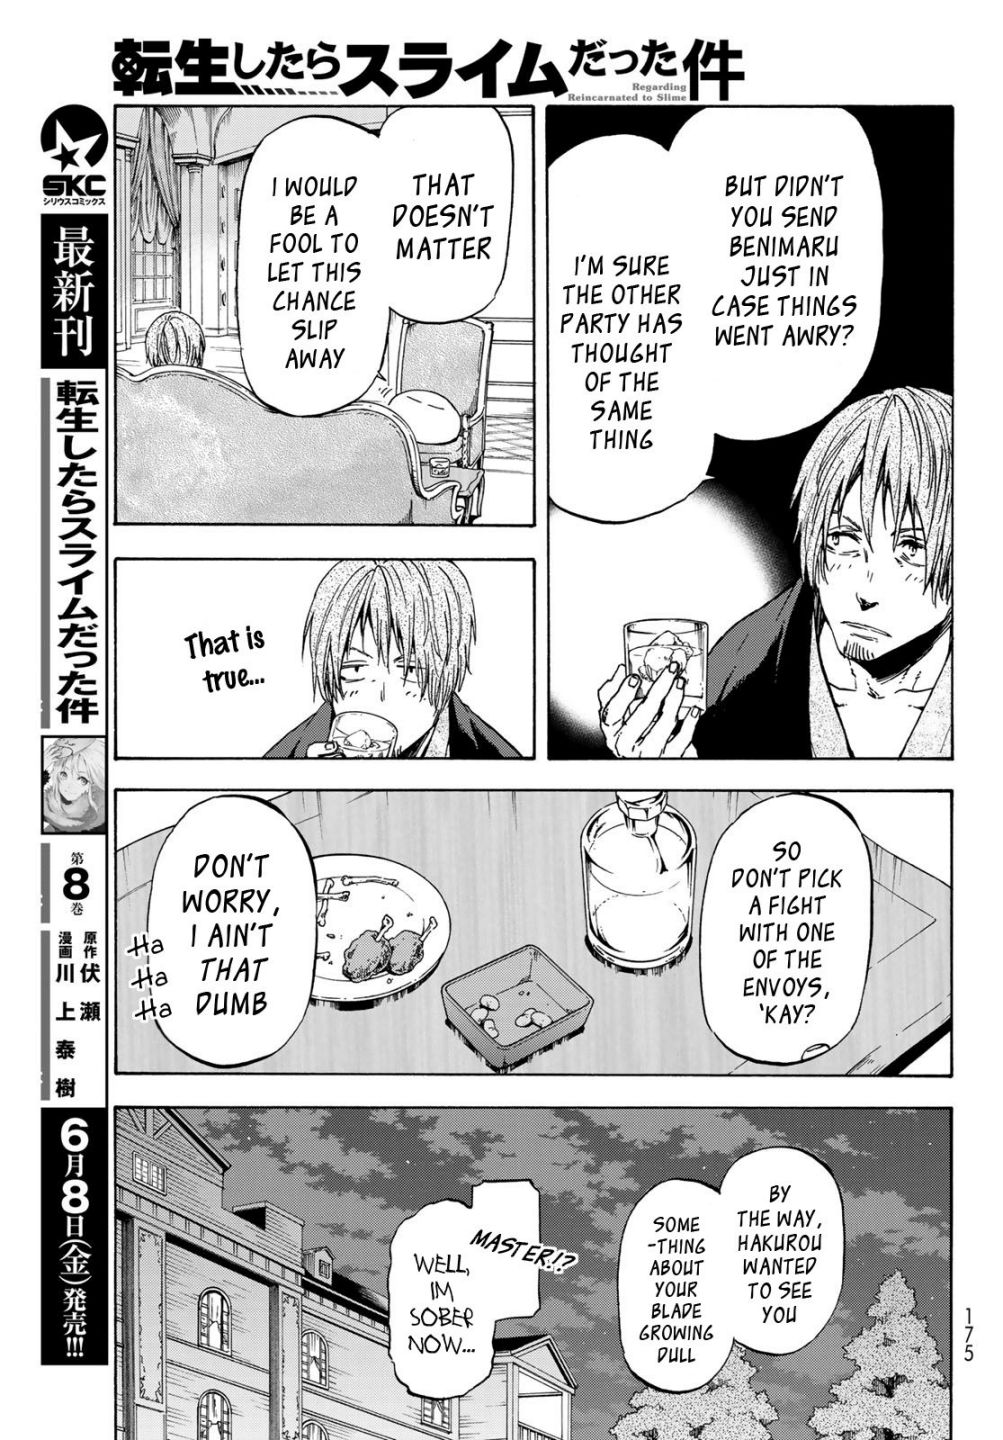 転生したらスライムだった件
Regarding
Reincarnated to Slime
BUT DIDN'T
YOU SEND
BENIMARU
JUST IN
CASE THINGS
WENT AWRY?
I'M SURE
THE OTHER
PARTY HAS
THOUGHT
OF THE
SAME
THING
THAT
DOESN'T
MATTER
I WOULD
BE A
FOOL TO
LET THIS
CHANCE
SLIP
AWAY
That is
true...
SO
DON'T PICK
A FIGHT
WITH ONE
OF THE
ENVOYS,
'KAY?
DON'T
WORRY,
I AIN'T
THAT
DUMB
Ha
Ha
Ha
BY
THE WAY,
HAKUROU
WANTED
TO SEE
YOU
SOME
-THING
ABOUT
YOUR
BLADE
GROWING
DULL
MASTER!?
WELL,
IM
SOBER
NOW...
SKC
シリウスコミックス
最新刊
転生したらスライムだった件
第8巻
原作 伏瀬
漫画 川上泰樹
6月8日(金)発売!!!
175